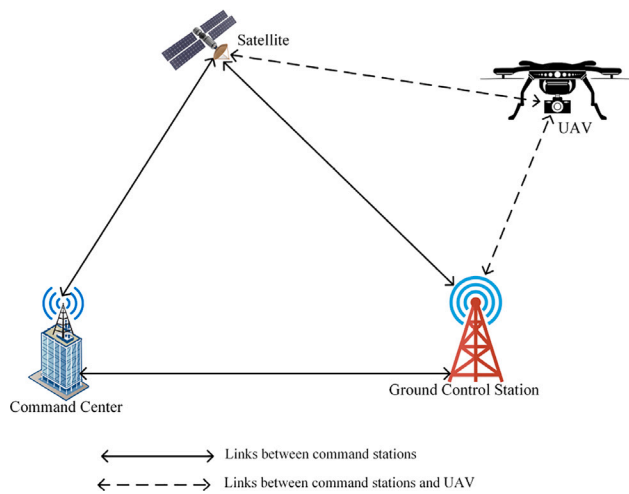 Satellite
UAV
Command Center
Ground Control Station
Links between command stations
Links between command stations and UAV